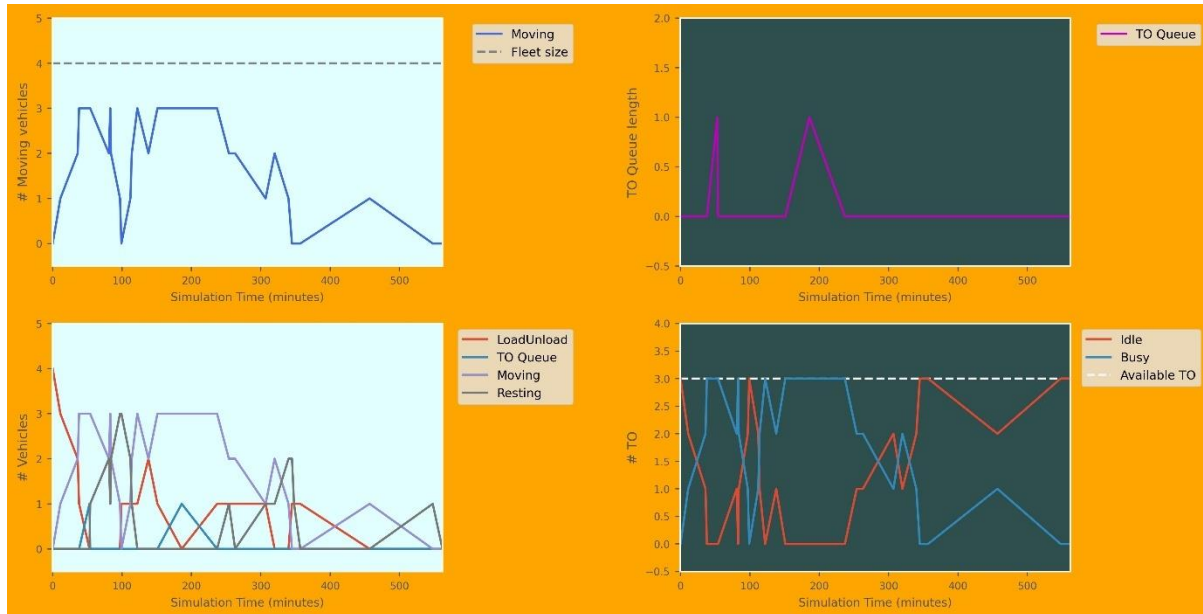 5
4
3
2
1
0
# Moving vehicles
0 100 200 300 400 500
Simulation Time (minutes)
Moving
Fleet size
2.0
1.5
1.0
0.5
0.0
−0.5
TO Queue length
0 100 200 300 400 500
Simulation Time (minutes)
TO Queue
5
4
3
2
1
0
# Vehicles
0 100 200 300 400 500
Simulation Time (minutes)
LoadUnload
TO Queue
Moving
Resting
4.0
3.5
3.0
2.5
2.0
1.5
1.0
0.5
0.0
−0.5
# TO
0 100 200 300 400 500
Simulation Time (minutes)
Idle
Busy
Available TO